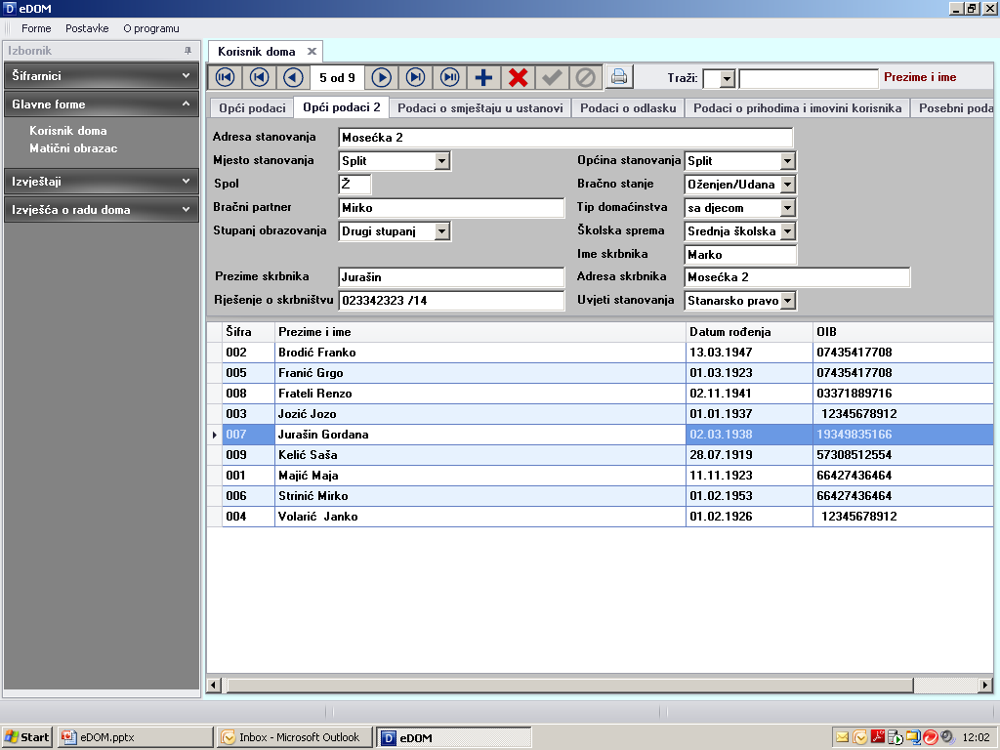 eDOM
Forme Postavke O programu
Izbornik
Šifrarnici
Glavne forme
Korisnik doma
Matični obrazac
Izvještaji
Izvješća o radu doma
Korisnik doma
5 od 9 Traži: Prezime i ime
Opći podaci Opći podaci 2 Podaci o smještaju u ustanovi Podaci o odlasku Podaci o prihodima i imovini korisnika Posebni poda
Adresa stanovanja Mosećka 2
Mjesto stanovanja Split Općina stanovanja Split
Spol Ž Bračno stanje Oženjen/Udana
Bračni partner Mirko Tip domaćinstva sa djecom
Stupanj obrazovanja Drugi stupanj Školska sprema Srednja školska
Ime skrbnika Marko
Prezime skrbnika Jurašin Adresa skrbnika Mosećka 2
Rješenje o skrbništvu 023342323 /14 Uvjeti stanovanja Stanarsko pravo
Šifra Prezime i ime Datum rođenja OIB
002 Brodić Franko 13.03.1947 07435417708
005 Franić Grgo 01.03.1923 07435417708
008 Frateli Renzo 02.11.1941 03371889716
003 Jozić Jozo 01.01.1937 12345678912
007 Jurašin Gordana 02.03.1938 19349835166
009 Kelić Saša 28.07.1919 57308512554
001 Majić Maja 11.11.1923 66427436464
006 Strinić Mirko 01.02.1953 66427436464
004 Volarić Janko 01.02.1926 12345678912
Start eDOM.pptx Inbox - Microsoft Outlook eDOM 12:02